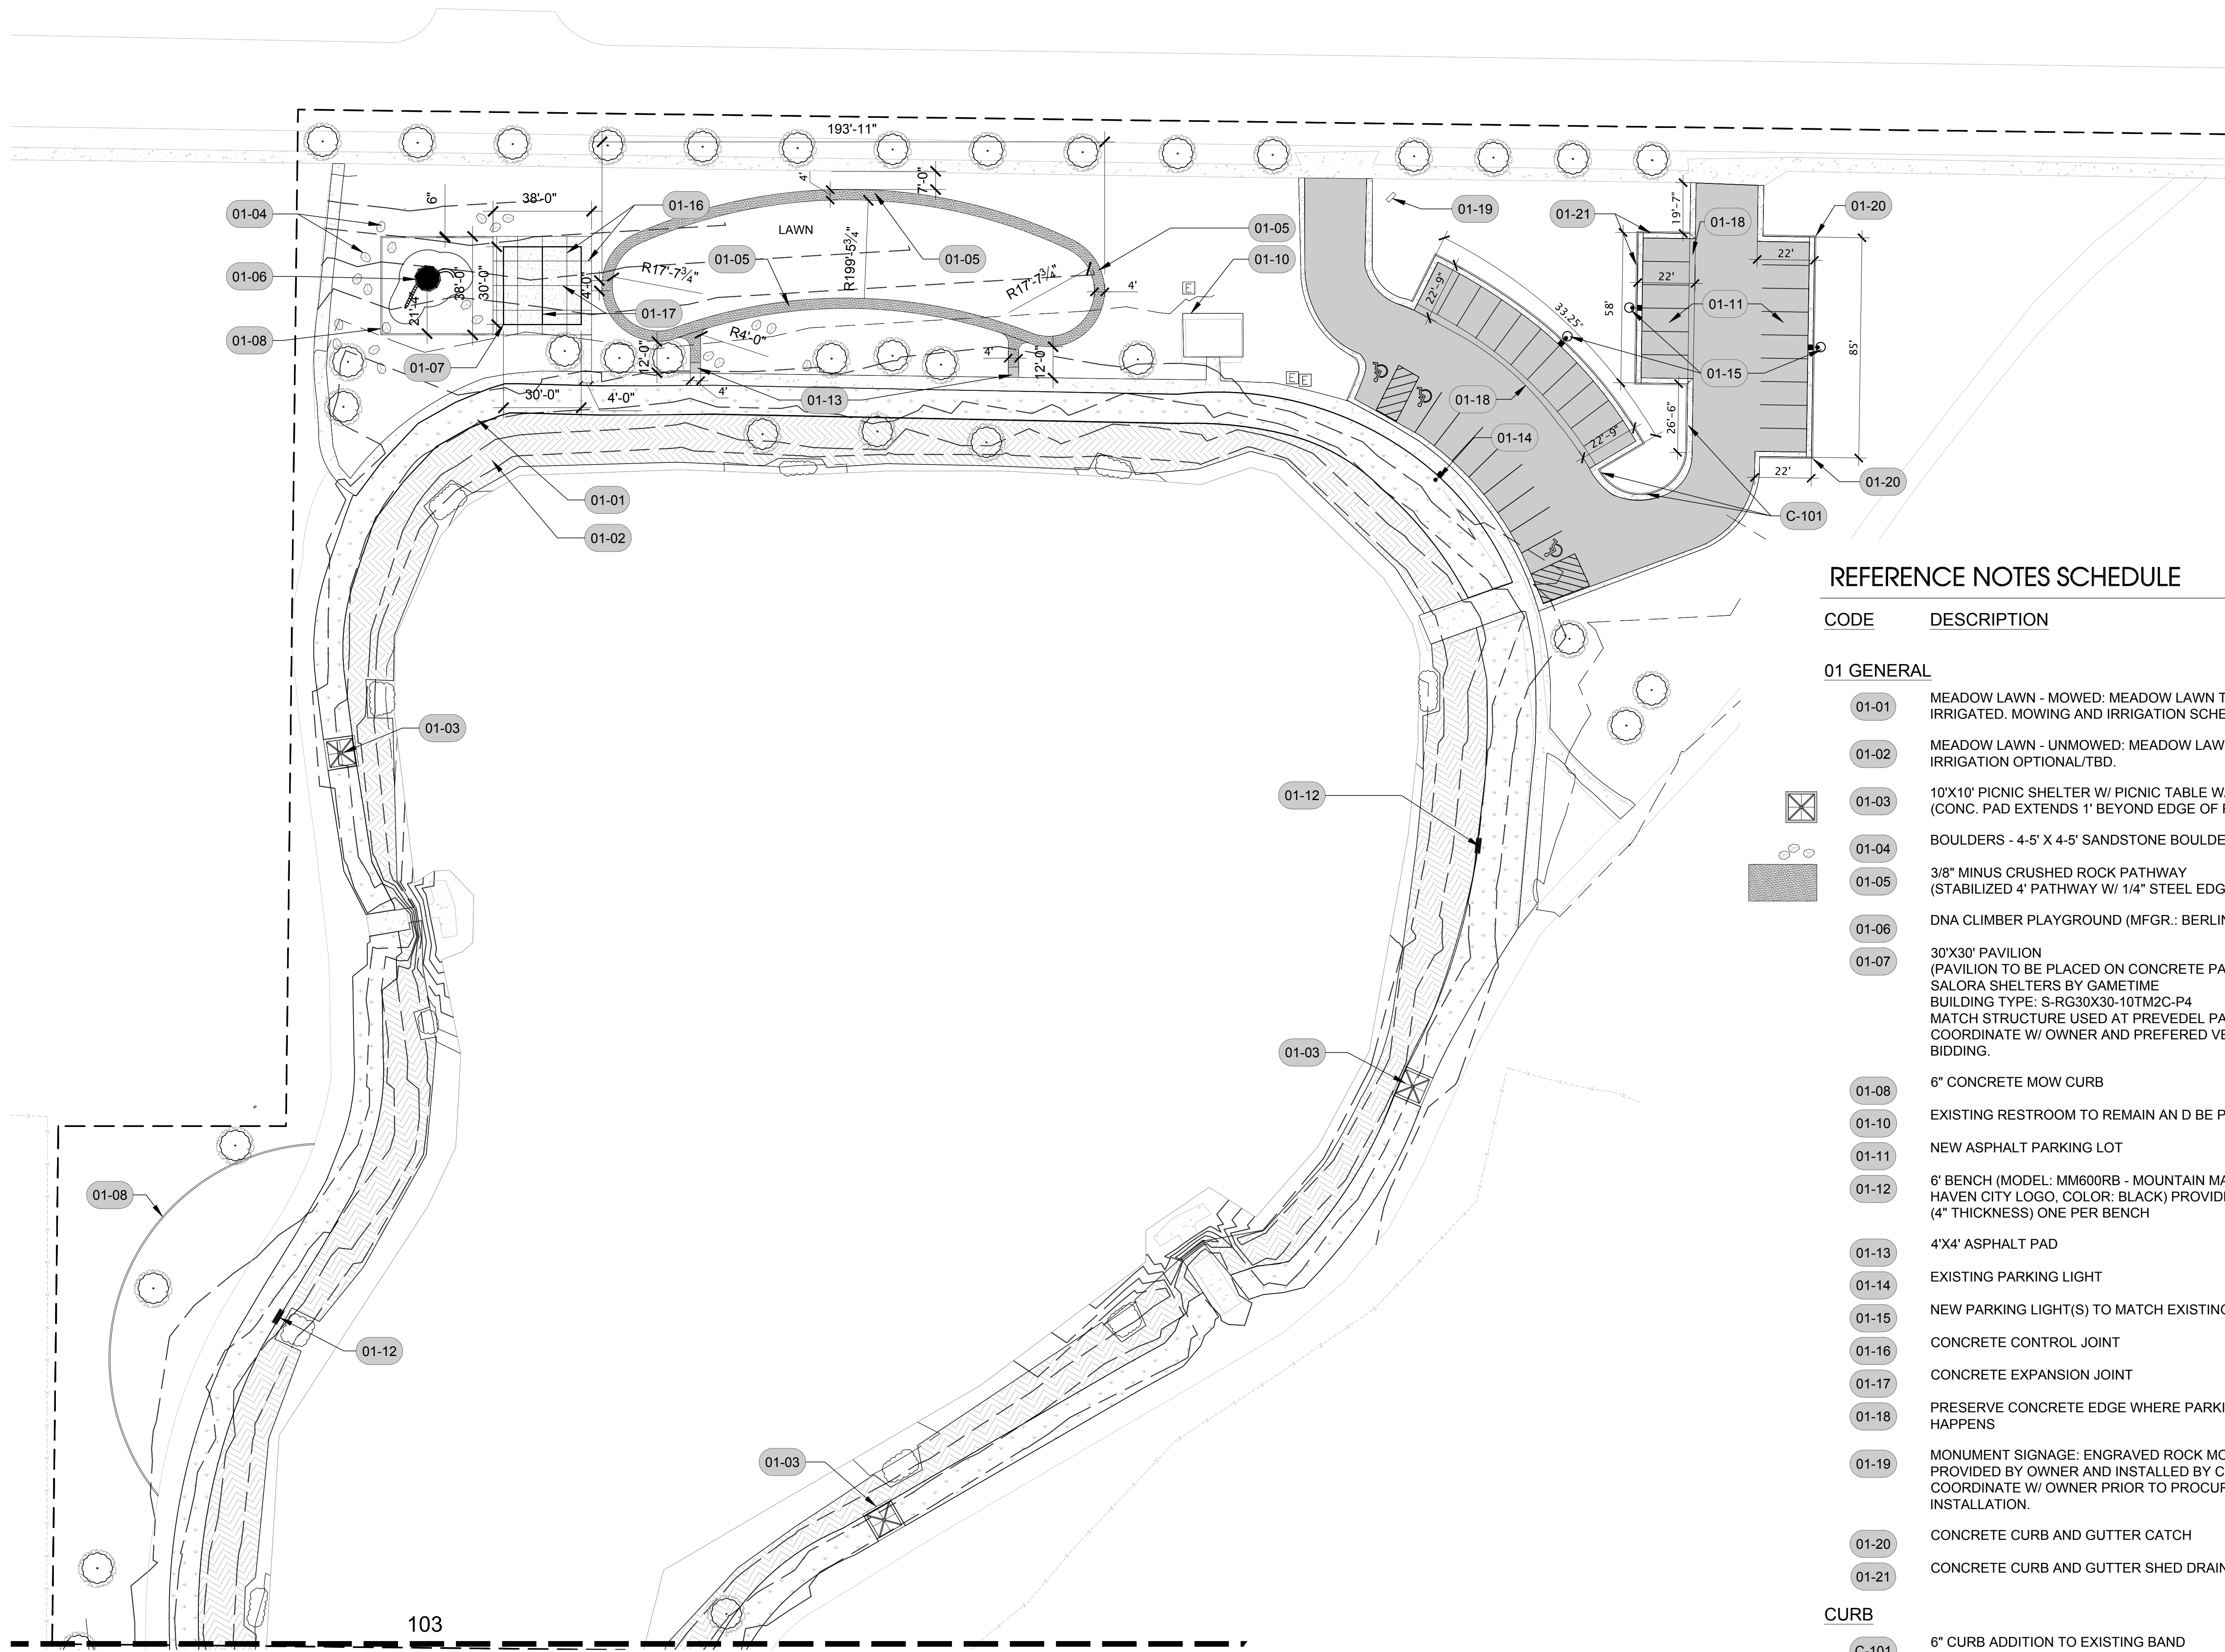 193'-11"
4'
7'-0"
6"
38'-0"
01-16
01-04
01-05
01-19
01-21
19'-7"
01-18
01-20
LAWN
01-05
01-05
01-10
01-06
38'-0"
30'-0"
4'-0"
R17'-7 3/4"
R199'-5 3/4"
R17'-7 3/4"
4'
22'-9"
22'
22'
E
21'-4"
01-17
33.25'
58'
01-11
01-08
01-07
R4'-0"
12'-0"
4'
12'-0"
85'
01-15
E E
30'-0"
4'-0"
4'
01-13
01-18
26'-6"
22'-9"
01-14
22'
01-20
01-01
01-02
C-101
01-03
01-12
01-03
01-08
01-12
01-03
103
REFERENCE NOTES SCHEDULE
CODE DESCRIPTION
01 GENERAL
01-01 MEADOW LAWN - MOWED: MEADOW LAWN T
IRRIGATED. MOWING AND IRRIGATION SCHE
01-02 MEADOW LAWN - UNMOWED: MEADOW LAW
IRRIGATION OPTIONAL/TBD.
01-03 10'X10' PICNIC SHELTER W/ PICNIC TABLE W
(CONC. PAD EXTENDS 1' BEYOND EDGE OF
01-04 BOULDERS - 4-5' X 4-5' SANDSTONE BOULDE
01-05 3/8" MINUS CRUSHED ROCK PATHWAY
(STABILIZED 4' PATHWAY W/ 1/4" STEEL EDG
01-06 DNA CLIMBER PLAYGROUND (MFGR.: BERLIN
01-07 30'X30' PAVILION
(PAVILION TO BE PLACED ON CONCRETE PA
SALORA SHELTERS BY GAMETIME
BUILDING TYPE: S-RG30X30-10TM2C-P4
MATCH STRUCTURE USED AT PREVEDEL PA
COORDINATE W/ OWNER AND PREFERED VE
BIDDING.
01-08 6" CONCRETE MOW CURB
01-10 EXISTING RESTROOM TO REMAIN AN D BE P
01-11 NEW ASPHALT PARKING LOT
01-12 6' BENCH (MODEL: MM600RB - MOUNTAIN MA
HAVEN CITY LOGO, COLOR: BLACK) PROVID
(4" THICKNESS) ONE PER BENCH
01-13 4'X4' ASPHALT PAD
01-14 EXISTING PARKING LIGHT
01-15 NEW PARKING LIGHT(S) TO MATCH EXISTING
01-16 CONCRETE CONTROL JOINT
01-17 CONCRETE EXPANSION JOINT
01-18 PRESERVE CONCRETE EDGE WHERE PARKI
HAPPENS
01-19 MONUMENT SIGNAGE: ENGRAVED ROCK MO
PROVIDED BY OWNER AND INSTALLED BY C
COORDINATE W/ OWNER PRIOR TO PROCUR
INSTALLATION.
01-20 CONCRETE CURB AND GUTTER CATCH
01-21 CONCRETE CURB AND GUTTER SHED DRAIN
CURB
C-101 6" CURB ADDITION TO EXISTING BAND